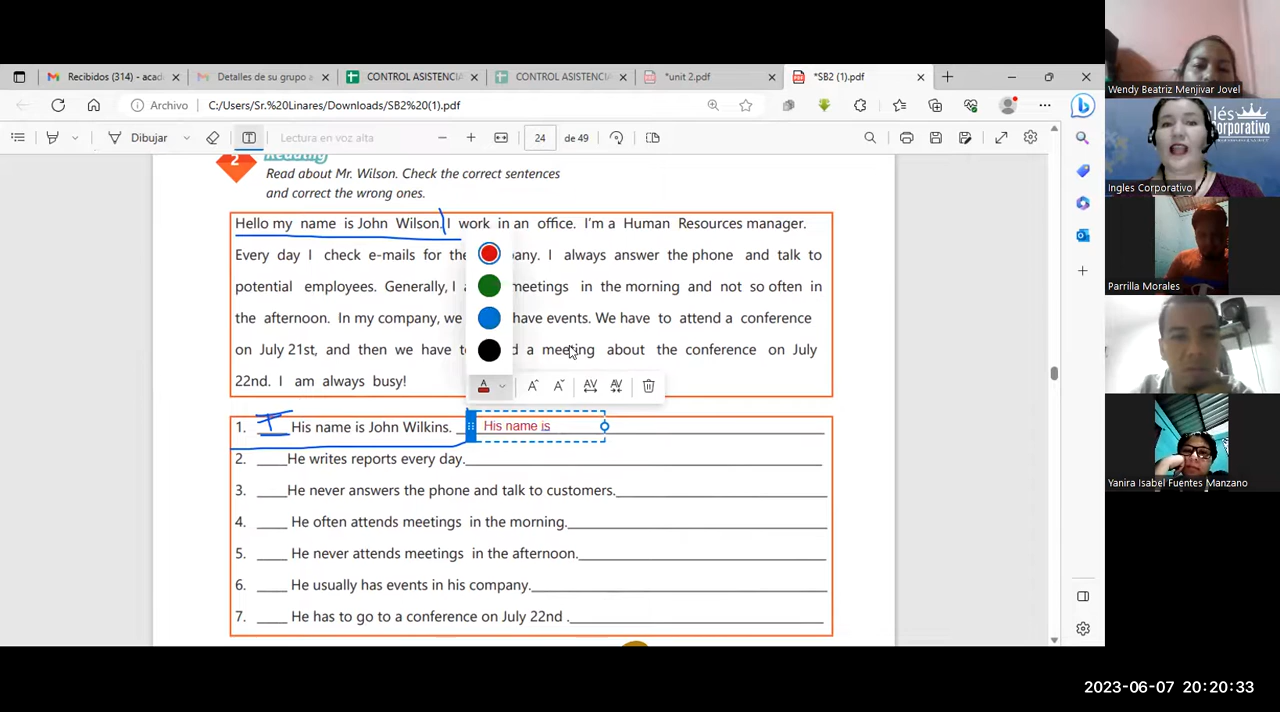 Recibidos (314) - acad
Detalles de su grupo a
CONTROL ASISTENCIA
CONTROL ASISTENCIA
*unit 2.pdf
*SB2 (1).pdf
Archivo
C:/Users/Sr.%20Linares/Downloads/SB2%20(1).pdf
Dibujar
Lectura en voz alta
24
de 49
2
Reading
Read about Mr. Wilson. Check the correct sentences
and correct the wrong ones.
Hello my name is John Wilson. I work in an office. I'm a Human Resources manager.
Every day I check e-mails for the any. I always answer the phone and talk to
potential employees. Generally, I a meetings in the morning and not so often in
the afternoon. In my company, we have events. We have to attend a conference
on July 21st, and then we have to d a meeting about the conference on July
22nd. I am always busy!
1. F His name is John Wilkins. His name is
2. ____He writes reports every day.
3. ____He never answers the phone and talk to customers.
4. ____ He often attends meetings in the morning.
5. ____ He never attends meetings in the afternoon.
6. ____ He usually has events in his company.
7. ____ He has to go to a conference on July 22nd .
Wendy Beatriz Menjivar Jovel
lés
orporativo
Ingles Corporativo
Parrilla Morales
Yanira Isabel Fuentes Manzano
2023-06-07 20:20:33